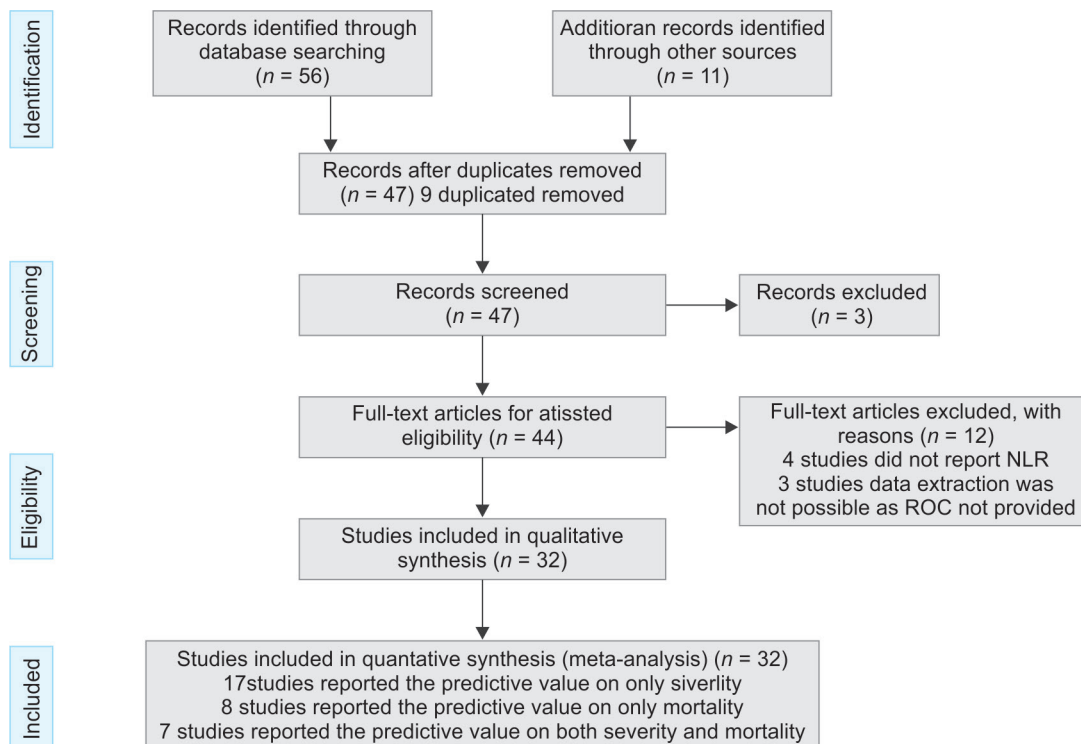 Identification
Records identified through
database searching
(n = 56)
Additioran records identified
through other sources
(n = 11)
Records after duplicates removed
(n = 47) 9 duplicated removed
Screening
Records screened
(n = 47)
Records excluded
(n = 3)
Eligibility
Full-text articles for atissted
eligibility (n = 44)
Full-text articles excluded, with
reasons (n = 12)
4 studies did not report NLR
3 studies data extraction was
not possible as ROC not provided
Studies included in qualitative
synthesis (n = 32)
Included
Studies included in quantative synthesis (meta-analysis) (n = 32)
17studies reported the predictive value on only siverlity
8 studies reported the predictive value on only mortality
7 studies reported the predictive value on both severity and mortality